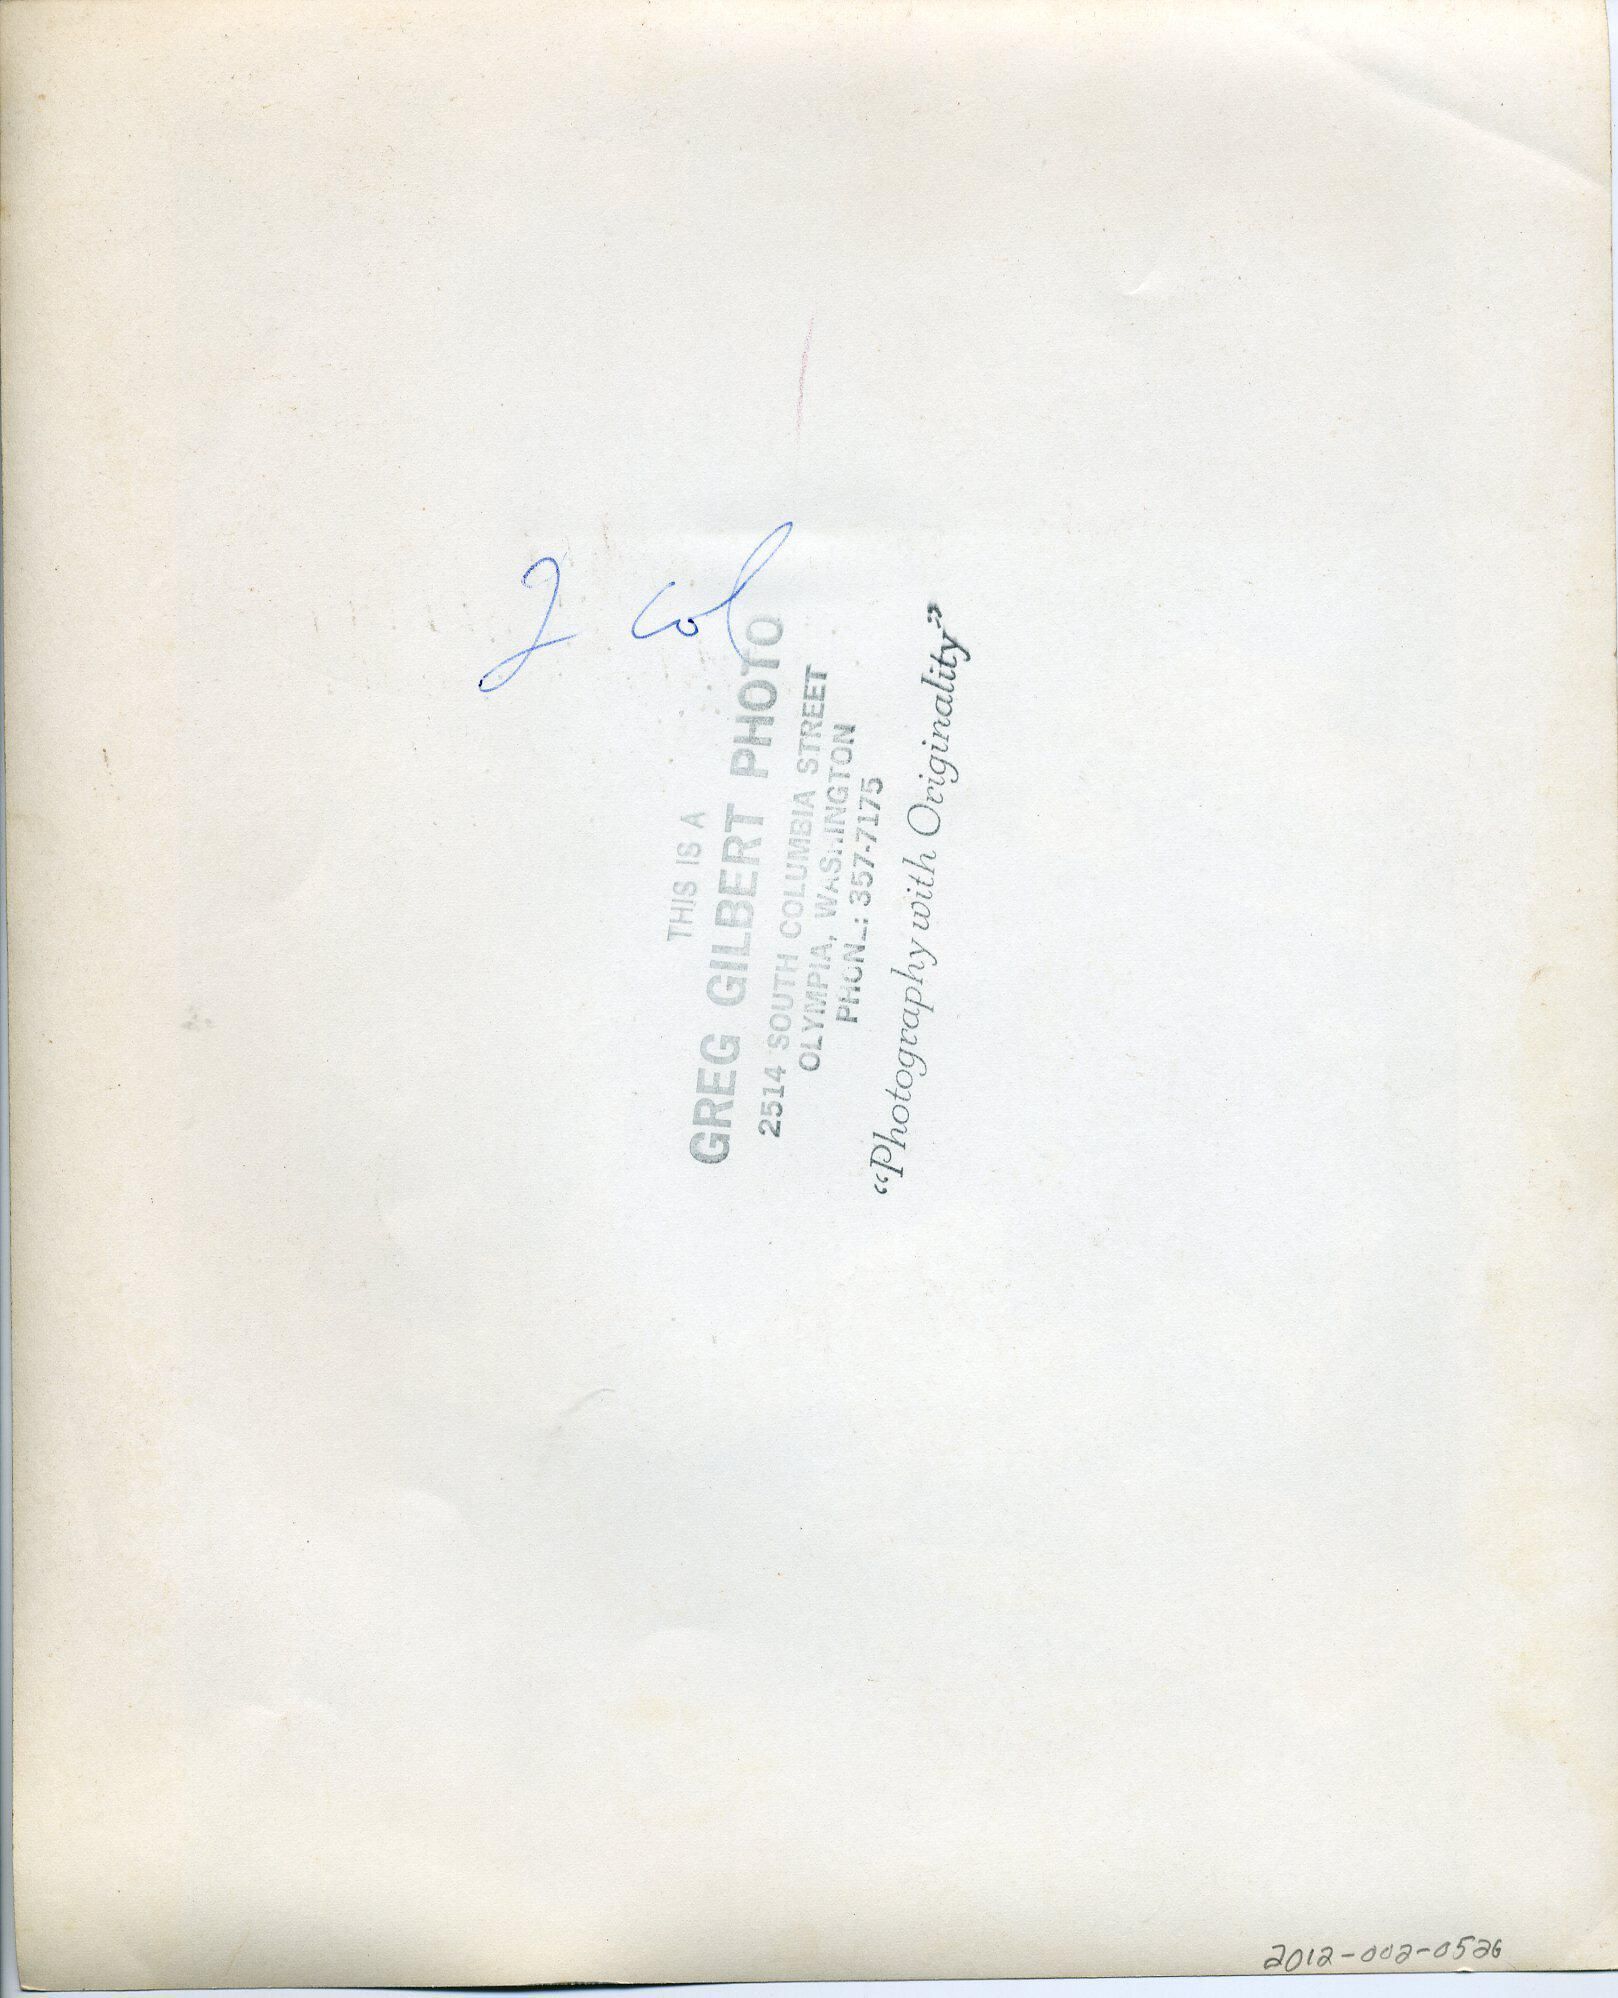 2 col
THIS IS A
GREG GILBERT PHOTO
2514 SOUTH COLUMBIA STREET
OLYMPIA, WASHINGTON
PHONE: 357-7175
“Photography with Originality”
2012-002-0526